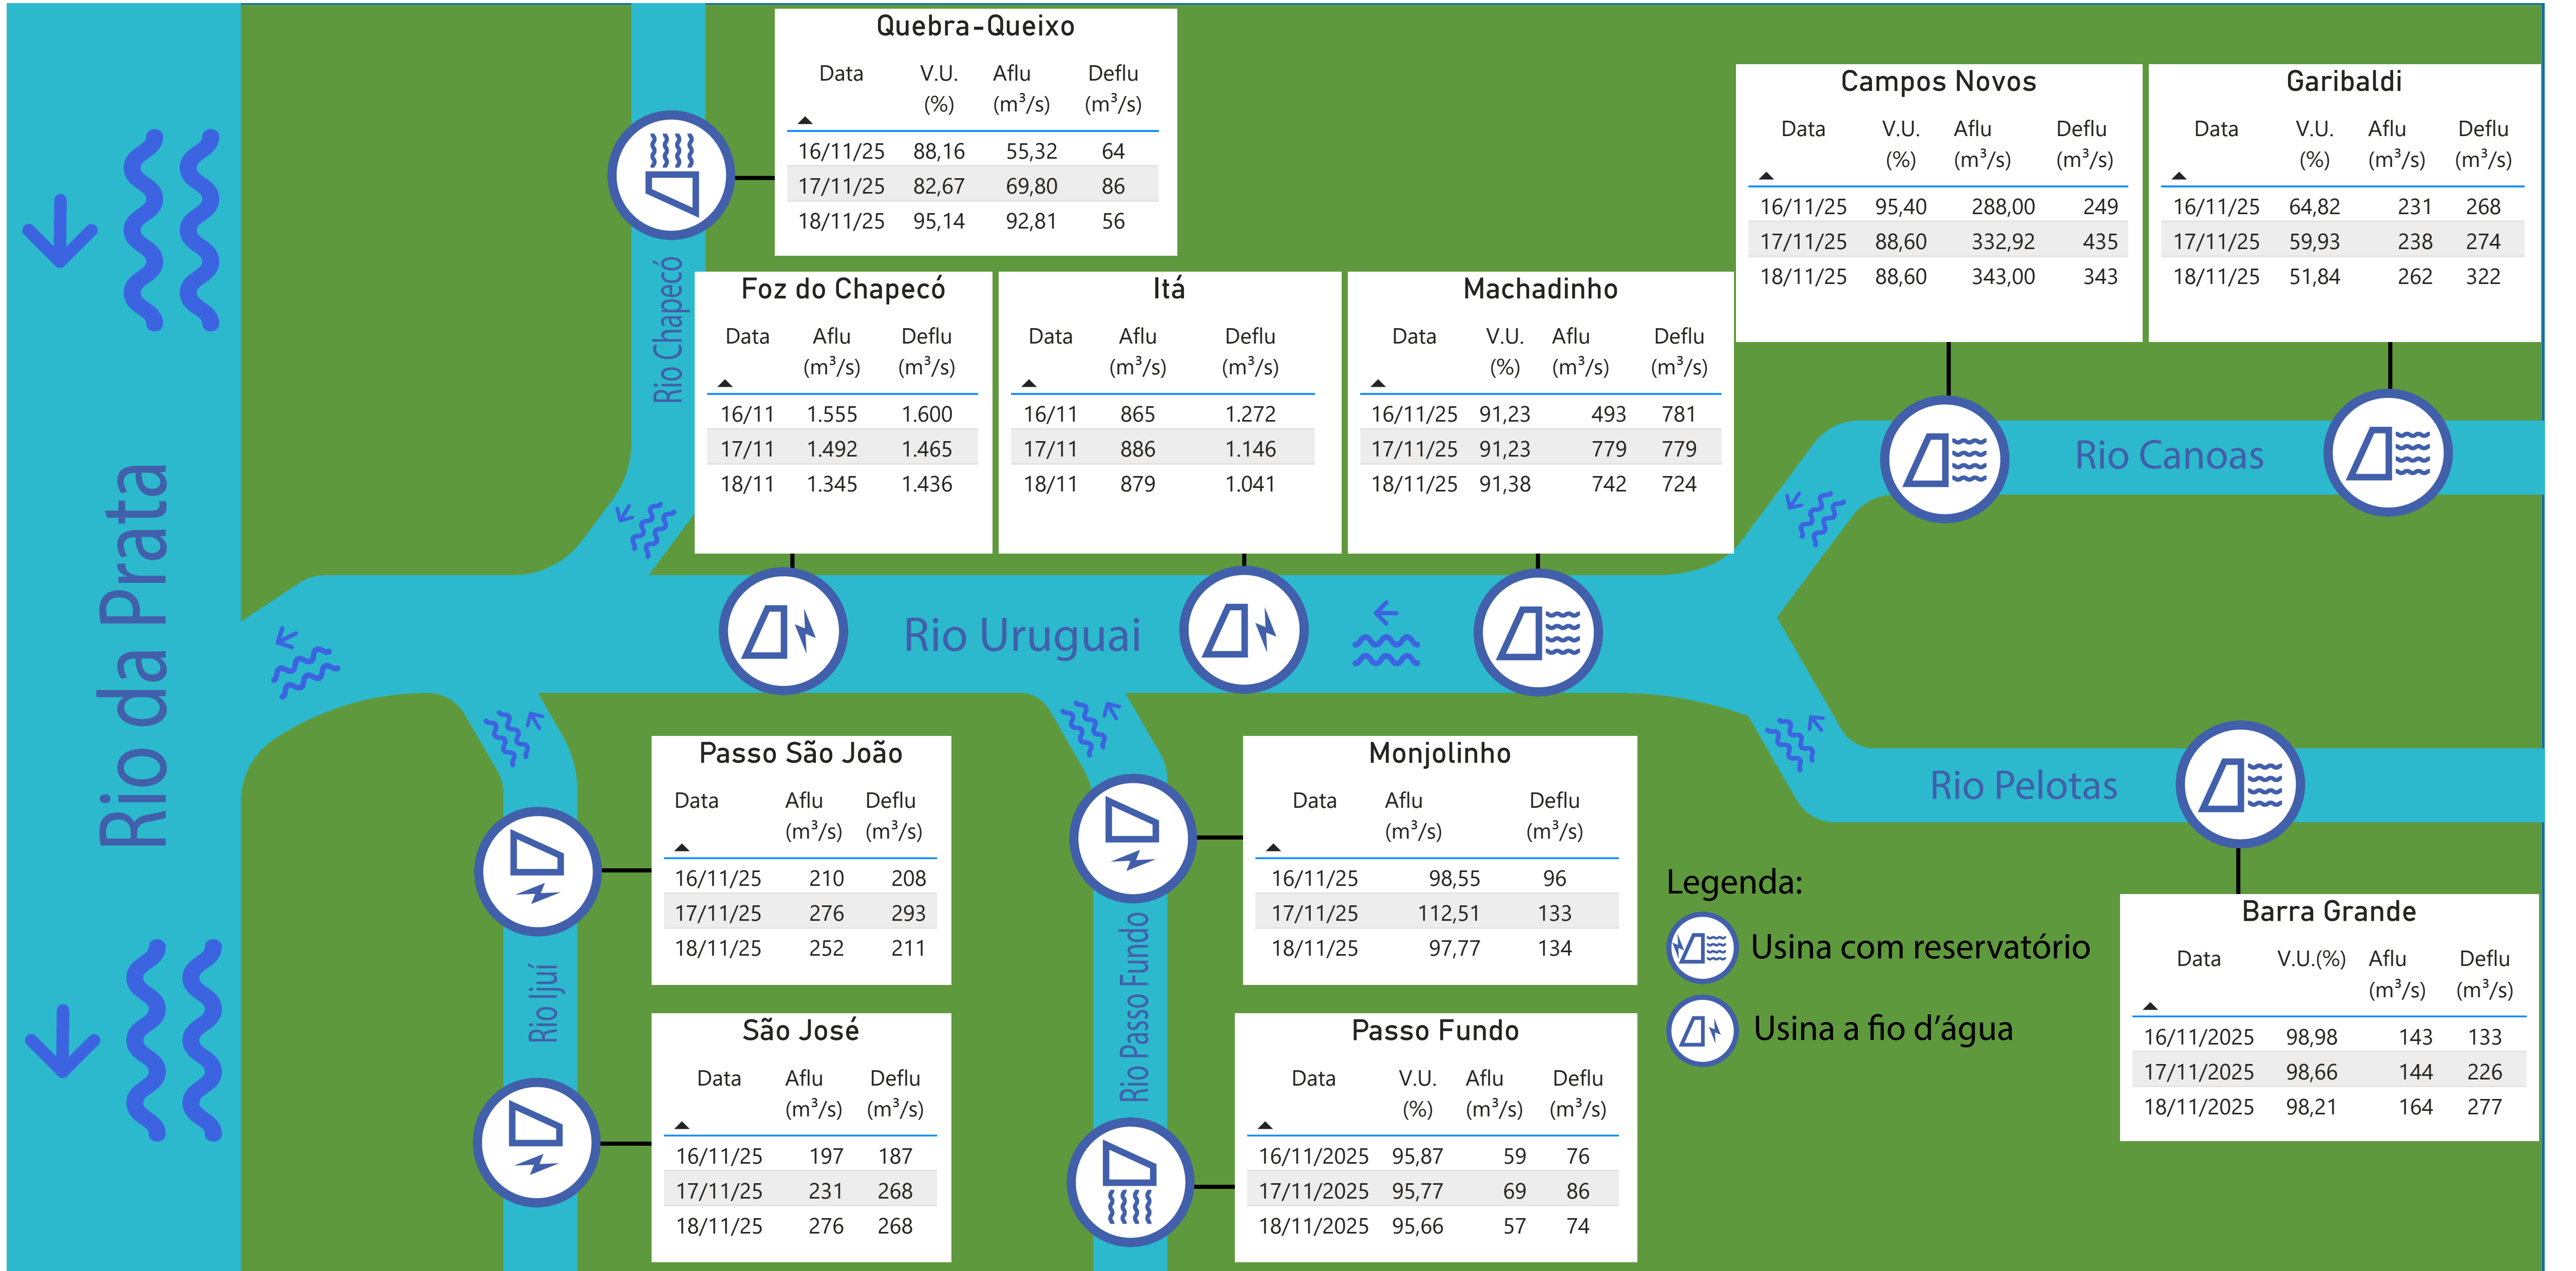 Quebra-Queixo
Data V.U. (%) Aflu (m³/s) Deflu (m³/s)
16/11/25 88,16 55,32 64
17/11/25 82,67 69,80 86
18/11/25 95,14 92,81 56
Campos Novos
Data V.U. (%) Aflu (m³/s) Deflu (m³/s)
16/11/25 95,40 288,00 249
17/11/25 88,60 332,92 435
18/11/25 88,60 343,00 343
Garibaldi
Data V.U. (%) Aflu (m³/s) Deflu (m³/s)
16/11/25 64,82 231 268
17/11/25 59,93 238 274
18/11/25 51,84 262 322
Rio Chapecó
Foz do Chapecó
Data Aflu (m³/s) Deflu (m³/s)
16/11 1.555 1.600
17/11 1.492 1.465
18/11 1.345 1.436
Itá
Data Aflu (m³/s) Deflu (m³/s)
16/11 865 1.272
17/11 886 1.146
18/11 879 1.041
Machadinho
Data V.U. (%) Aflu (m³/s) Deflu (m³/s)
16/11/25 91,23 493 781
17/11/25 91,23 779 779
18/11/25 91,38 742 724
Rio Canoas
Rio da Prata
Rio Uruguai
Rio Pelotas
Passo São João
Data Aflu (m³/s) Deflu (m³/s)
16/11/25 210 208
17/11/25 276 293
18/11/25 252 211
Monjolinho
Data Aflu (m³/s) Deflu (m³/s)
16/11/25 98,55 96
17/11/25 112,51 133
18/11/25 97,77 134
Legenda:
Usina com reservatório
Usina a fio d’água
Barra Grande
Data V.U.(%) Aflu (m³/s) Deflu (m³/s)
16/11/2025 98,98 143 133
17/11/2025 98,66 144 226
18/11/2025 98,21 164 277
Rio Ijuí
Rio Passo Fundo
São José
Data Aflu (m³/s) Deflu (m³/s)
16/11/25 197 187
17/11/25 231 268
18/11/25 276 268
Passo Fundo
Data V.U. (%) Aflu (m³/s) Deflu (m³/s)
16/11/2025 95,87 59 76
17/11/2025 95,77 69 86
18/11/2025 95,66 57 74